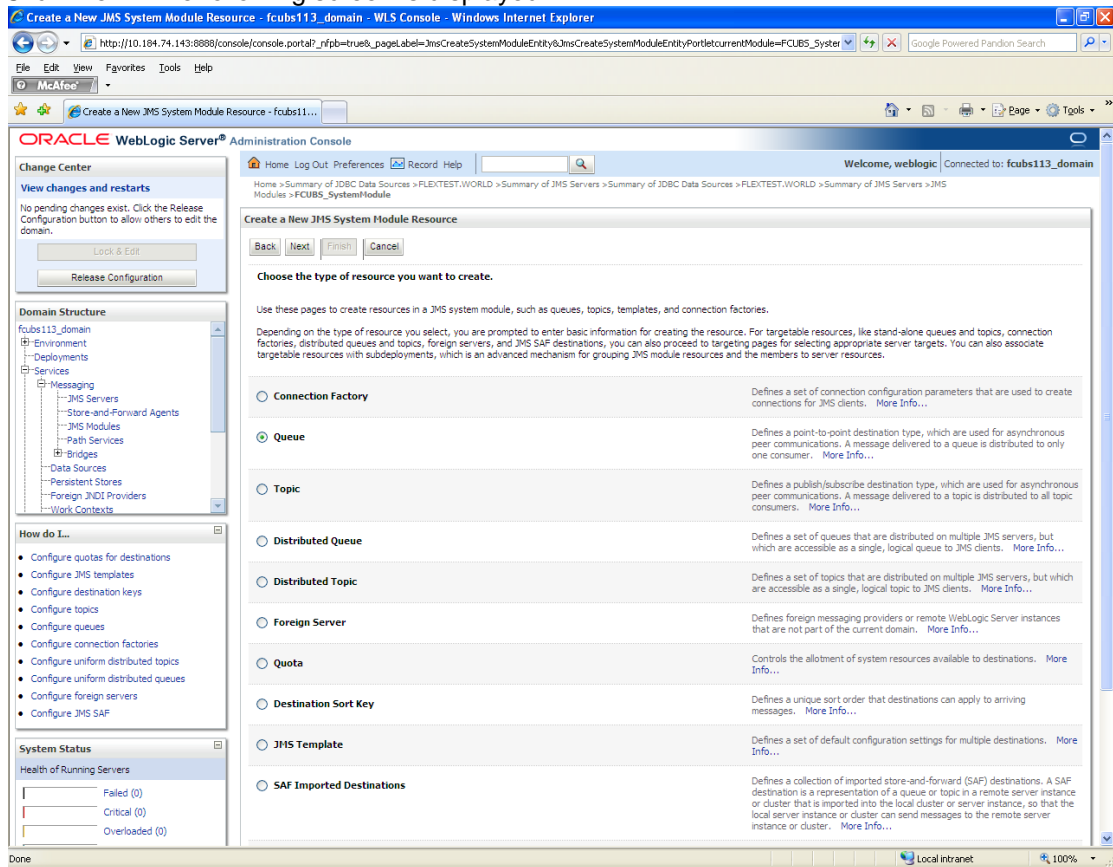 Create a New JMS System Module Resource - fcubs113_domain - WLS Console - Windows Internet Explorer
http://10.184.74.143:8888/console/console.portal?_nfpb=true&_pageLabel=JmsCreateSystemModuleEntity&JmsCreateSystemModuleEntityPortletcurrentModule=FCUBS_System
Google Powered Pandion Search
File Edit View Favorites Tools Help
McAfee
Create a New JMS System Module Resource - fcubs11...
Page Tools
ORACLE WebLogic Server® Administration Console
Change Center
View changes and restarts
No pending changes exist. Click the Release
Configuration button to allow others to edit the
domain.
Lock & Edit
Release Configuration
Domain Structure
fcubs113_domain
Environment
Deployments
Services
Messaging
JMS Servers
Store-and-Forward Agents
JMS Modules
Path Services
Bridges
Data Sources
Persistent Stores
Foreign JNDI Providers
Work Contexts
How do I...
Configure quotas for destinations
Configure JMS templates
Configure destination keys
Configure topics
Configure queues
Configure connection factories
Configure uniform distributed topics
Configure uniform distributed queues
Configure foreign servers
Configure JMS SAF
System Status
Health of Running Servers
Failed (0)
Critical (0)
Overloaded (0)
Home Log Out Preferences Record Help
Welcome, weblogic Connected to: fcubs113_domain
Home >Summary of JDBC Data Sources >FLEXTEST.WORLD >Summary of JMS Servers >Summary of JDBC Data Sources >FLEXTEST.WORLD >Summary of JMS Servers >JMS
Modules >FCUBS_SystemModule
Create a New JMS System Module Resource
Back Next Finish Cancel
Choose the type of resource you want to create.
Use these pages to create resources in a JMS system module, such as queues, topics, templates, and connection factories.
Depending on the type of resource you select, you are prompted to enter basic information for creating the resource. For targetable resources, like stand-alone queues and topics, connection
factories, distributed queues and topics, foreign servers, and JMS SAF destinations, you can also proceed to targeting pages for selecting appropriate server targets. You can also associate
targetable resources with subdeployments, which is an advanced mechanism for grouping JMS module resources and the members to server resources.
Connection Factory
Defines a set of connection configuration parameters that are used to create
connections for JMS clients. More Info...
Queue
Defines a point-to-point destination type, which are used for asynchronous
peer communications. A message delivered to a queue is distributed to only
one consumer. More Info...
Topic
Defines a publish/subscribe destination type, which are used for asynchronous
peer communications. A message delivered to a topic is distributed to all topic
consumers. More Info...
Distributed Queue
Defines a set of queues that are distributed on multiple JMS servers, but
which are accessible as a single, logical queue to JMS clients. More Info...
Distributed Topic
Defines a set of topics that are distributed on multiple JMS servers, but which
are accessible as a single, logical topic to JMS clients. More Info...
Foreign Server
Defines foreign messaging providers or remote WebLogic Server instances
that are not part of the current domain. More Info...
Quota
Controls the allotment of system resources available to destinations. More
Info...
Destination Sort Key
Defines a unique sort order that destinations can apply to arriving
messages. More Info...
JMS Template
Defines a set of default configuration settings for multiple destinations. More
Info...
SAF Imported Destinations
Defines a collection of imported store-and-forward (SAF) destinations. A SAF
destination is a representation of a queue or topic in a remote server instance
or cluster that is imported into the local cluster or server instance, so that the
local server instance or cluster can send messages to the remote server
instance or cluster. More Info...
Done
Local intranet
100%